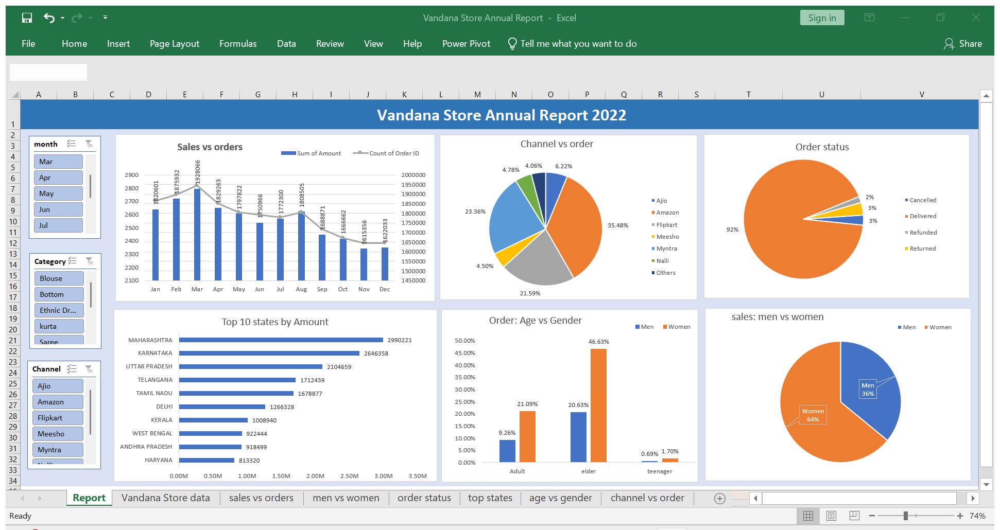 Vandana Store Annual Report - Excel
Sign in
File Home Insert Page Layout Formulas Data Review View Help Power Pivot Tell me what you want to do Share
A B C D E F G H I J K L M N O P Q R S T U V
Vandana Store Annual Report 2022
1
2
3
4
5
6
7
8
9
10
11
12
13
14
15
16
17
18
19
20
21
22
23
24
25
26
27
28
29
30
31
32
33
34
month
Mar
Apr
May
Jun
Jul
Category
Blouse
Bottom
Ethnic Dr...
kurta
Saree
Channel
Ajio
Amazon
Flipkart
Meesho
Myntra
Sales vs orders
Sum of Amount Count of Order ID
2900
2800
2700
2600
2500
2400
2300
2200
2100
1820601
1875932
1928066
1829263
1797822
1750966
1772300
1808505
1688871
1666662
1615356
1622033
2000000
1950000
1900000
1850000
1800000
1750000
1700000
1650000
1600000
1550000
1500000
1450000
Jan Feb Mar Apr May Jun Jul Aug Sep Oct Nov Dec
Channel vs order
4.78% 4.06% 6.22%
23.36%
35.48%
4.50%
21.59%
Ajio
Amazon
Flipkart
Meesho
Myntra
Nalli
Others
Order status
2%
3%
3%
92%
Cancelled
Delivered
Refunded
Returned
Top 10 states by Amount
MAHARASHTRA 2990221
KARNATAKA 2646358
UTTAR PRADESH 2104659
TELANGANA 1712439
TAMIL NADU 1678877
DELHI 1266328
KERALA 1008940
WEST BENGAL 922444
ANDHRA PRADESH 918499
HARYANA 813320
0.00M 0.50M 1.00M 1.50M 2.00M 2.50M 3.00M 3.50M
Order: Age vs Gender
Men Women
50.00%
45.00%
40.00%
35.00%
30.00%
25.00%
20.00%
15.00%
10.00%
5.00%
0.00%
9.26% 21.09%
20.63% 46.63%
0.69% 1.70%
Adult elder teenager
sales: men vs women
Men Women
Men
36%
Women
64%
Report Vandana Store data sales vs orders men vs women order status top states age vs gender channel vs order
Ready
74%